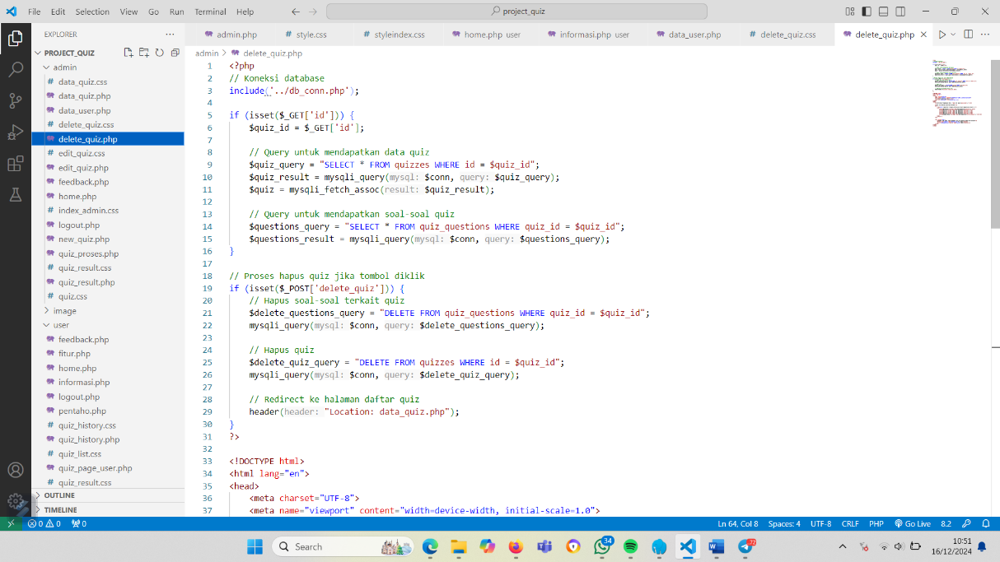 File Edit Selection View Go Run Terminal Help
project_quiz
EXPLORER
admin.php
style.css
styleindex.css
home.php user
informasi.php user
data_user.php
delete_quiz.css
delete_quiz.php
PROJECT_QUIZ
admin
data_quiz.css
data_quiz.php
data_user.php
delete_quiz.css
delete_quiz.php
edit_quiz.css
edit_quiz.php
feedback.php
home.php
index_admin.css
logout.php
new_quiz.php
quiz_proses.php
quiz_result.css
quiz_result.php
quiz.css
image
user
feedback.php
fitur.php
home.php
informasi.php
logout.php
pentaho.php
quiz_history.css
quiz_history.php
quiz_list.css
quiz_page_user.php
quiz_result.css
OUTLINE
TIMELINE
admin > delete_quiz.php
1 <?php
2 // Koneksi database
3 include('../db_conn.php');
4
5 if (isset($_GET['id'])) {
6 $quiz_id = $_GET['id'];
7
8 // Query untuk mendapatkan data quiz
9 $quiz_query = "SELECT * FROM quizzes WHERE id = $quiz_id";
10 $quiz_result = mysqli_query(mysql: $conn, query: $quiz_query);
11 $quiz = mysqli_fetch_assoc(result: $quiz_result);
12
13 // Query untuk mendapatkan soal-soal quiz
14 $questions_query = "SELECT * FROM quiz_questions WHERE quiz_id = $quiz_id";
15 $questions_result = mysqli_query(mysql: $conn, query: $questions_query);
16 }
17
18 // Proses hapus quiz jika tombol diklik
19 if (isset($_POST['delete_quiz'])) {
20 // Hapus soal-soal terkait quiz
21 $delete_questions_query = "DELETE FROM quiz_questions WHERE quiz_id = $quiz_id";
22 mysqli_query(mysql: $conn, query: $delete_questions_query);
23
24 // Hapus quiz
25 $delete_quiz_query = "DELETE FROM quizzes WHERE id = $quiz_id";
26 mysqli_query(mysql: $conn, query: $delete_quiz_query);
27
28 // Redirect ke halaman daftar quiz
29 header(header: "Location: data_quiz.php");
30 }
31 ?>
32
33 <!DOCTYPE html>
34 <html lang="en">
35 <head>
36 <meta charset="UTF-8">
37 <meta name="viewport" content="width=device-width, initial-scale=1.0">
0 0 0
Ln 64, Col 8 Spaces: 4 UTF-8 CRLF PHP Go Live 8.2
Search
34
72
10:51
16/12/2024